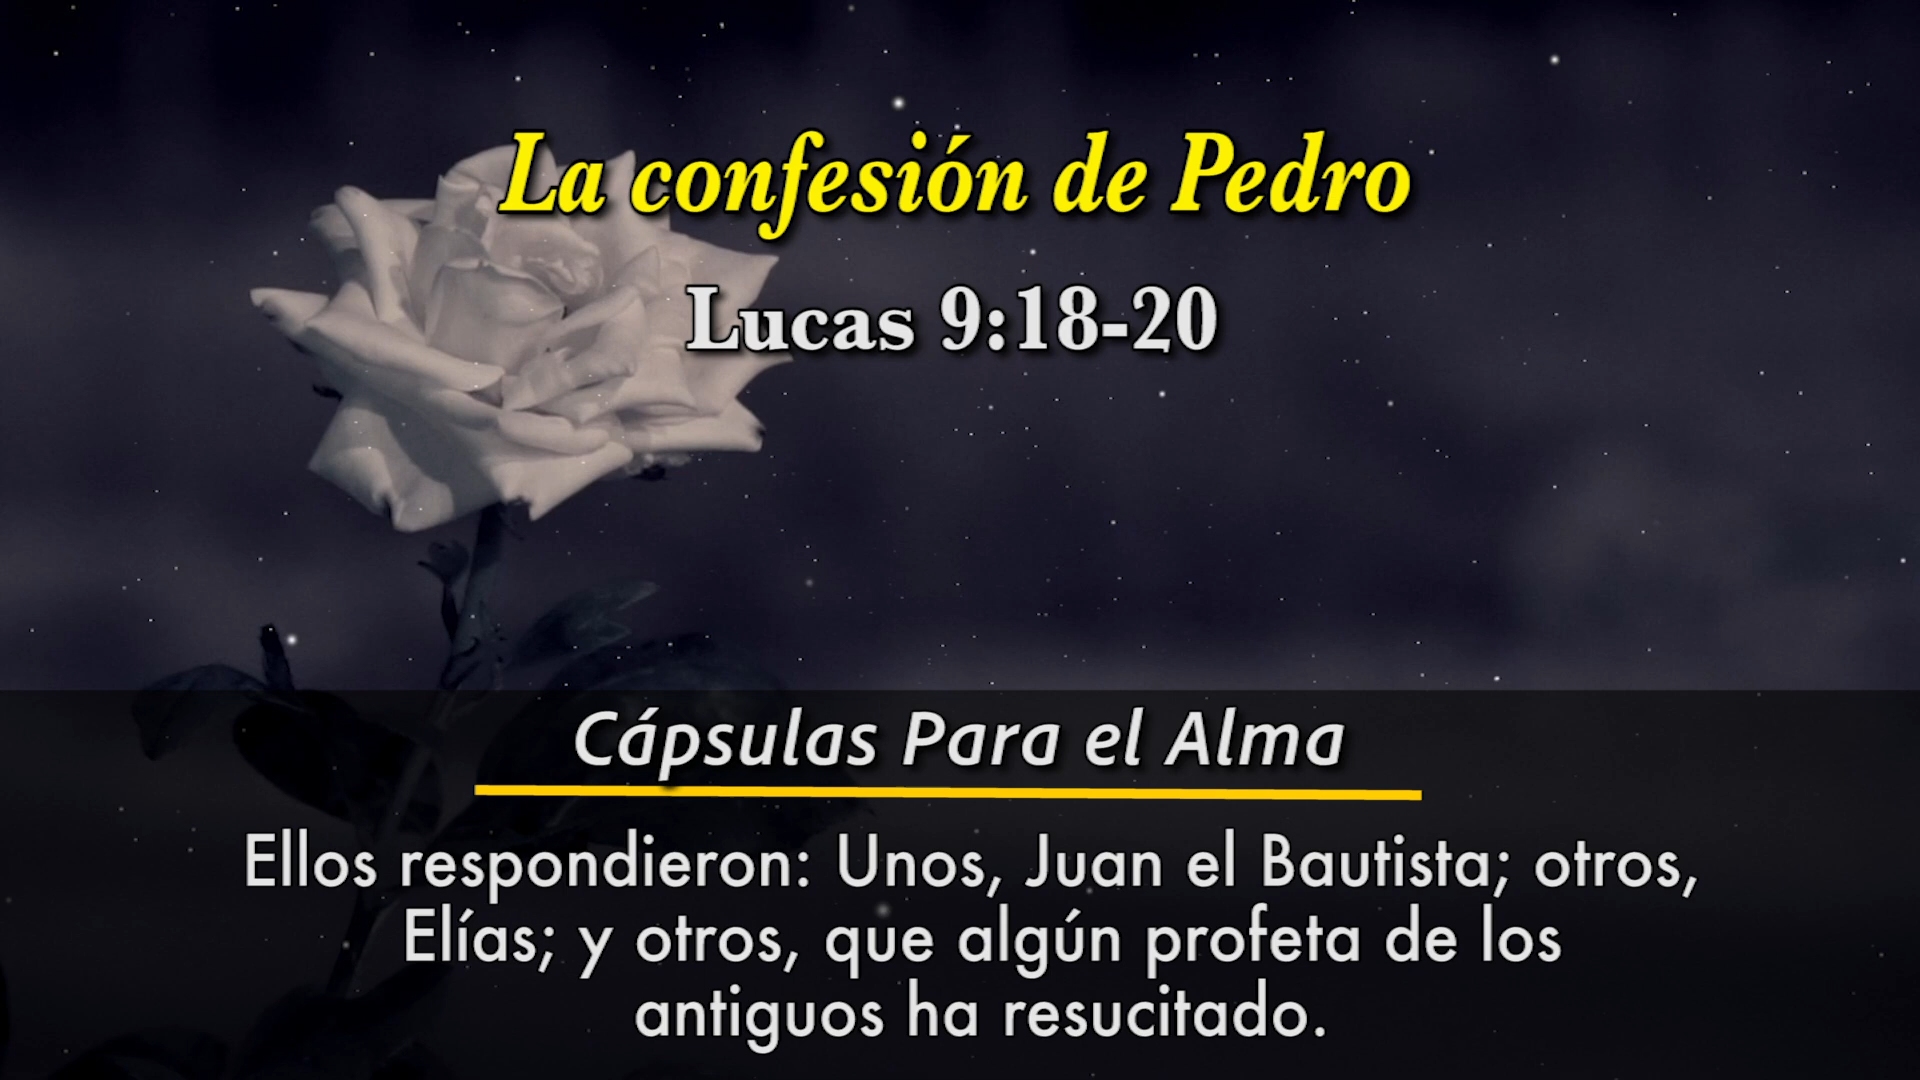 La confesión de Pedro
Lucas 9:18-20
Cápsulas Para el Alma
Ellos respondieron: Unos, Juan el Bautista; otros,
Elías; y otros, que algún profeta de los
antiguos ha resucitado.